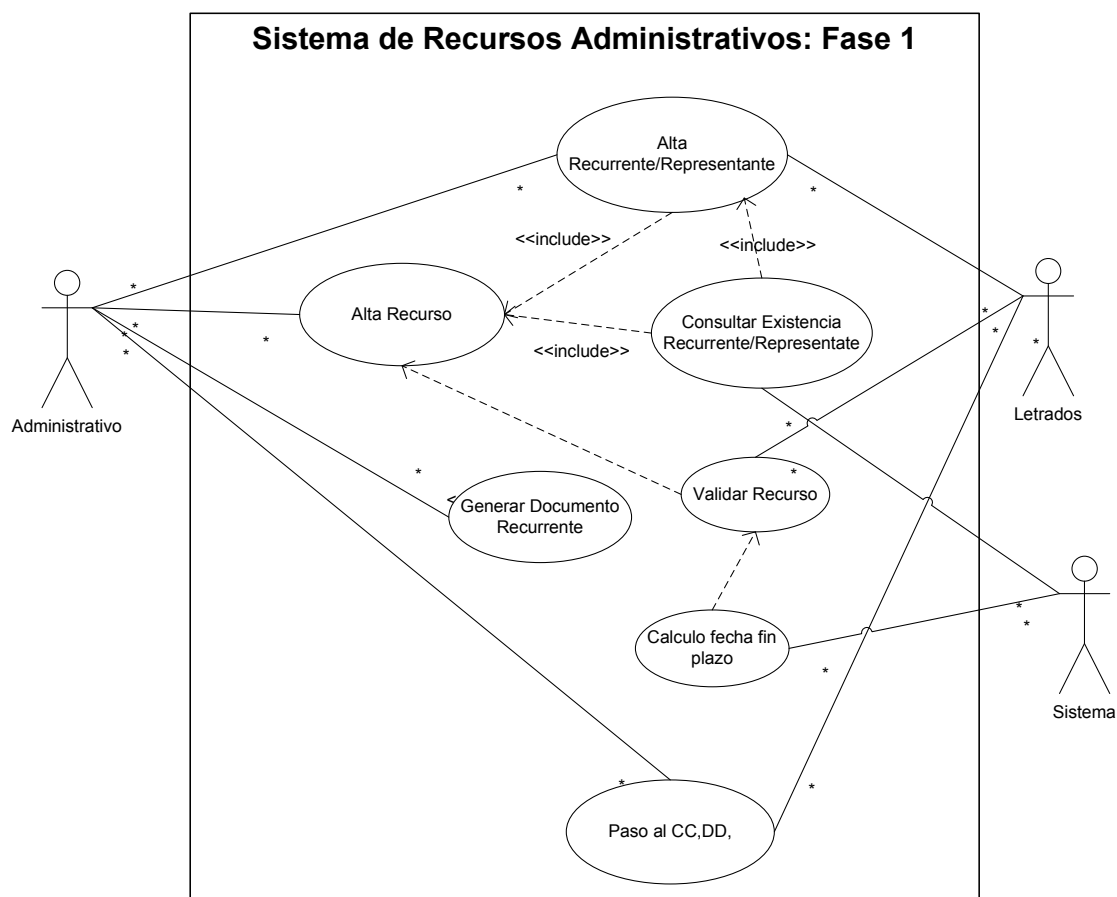 Sistema de Recursos Administrativos: Fase 1
Alta
Recurrente/Representante
*
*
<<include>>
<<include>>
*
Alta Recurso
Consultar Existencia
Recurrente/Representate
*
*
*
*
*
*
*
*
<<include>>
Administrativo
Letrados
*
*
*
<
Generar Documento
Recurrente
Validar Recurso
Calculo fecha fin
plazo
*
*
*
Sistema
*
*
Paso al CC,DD,